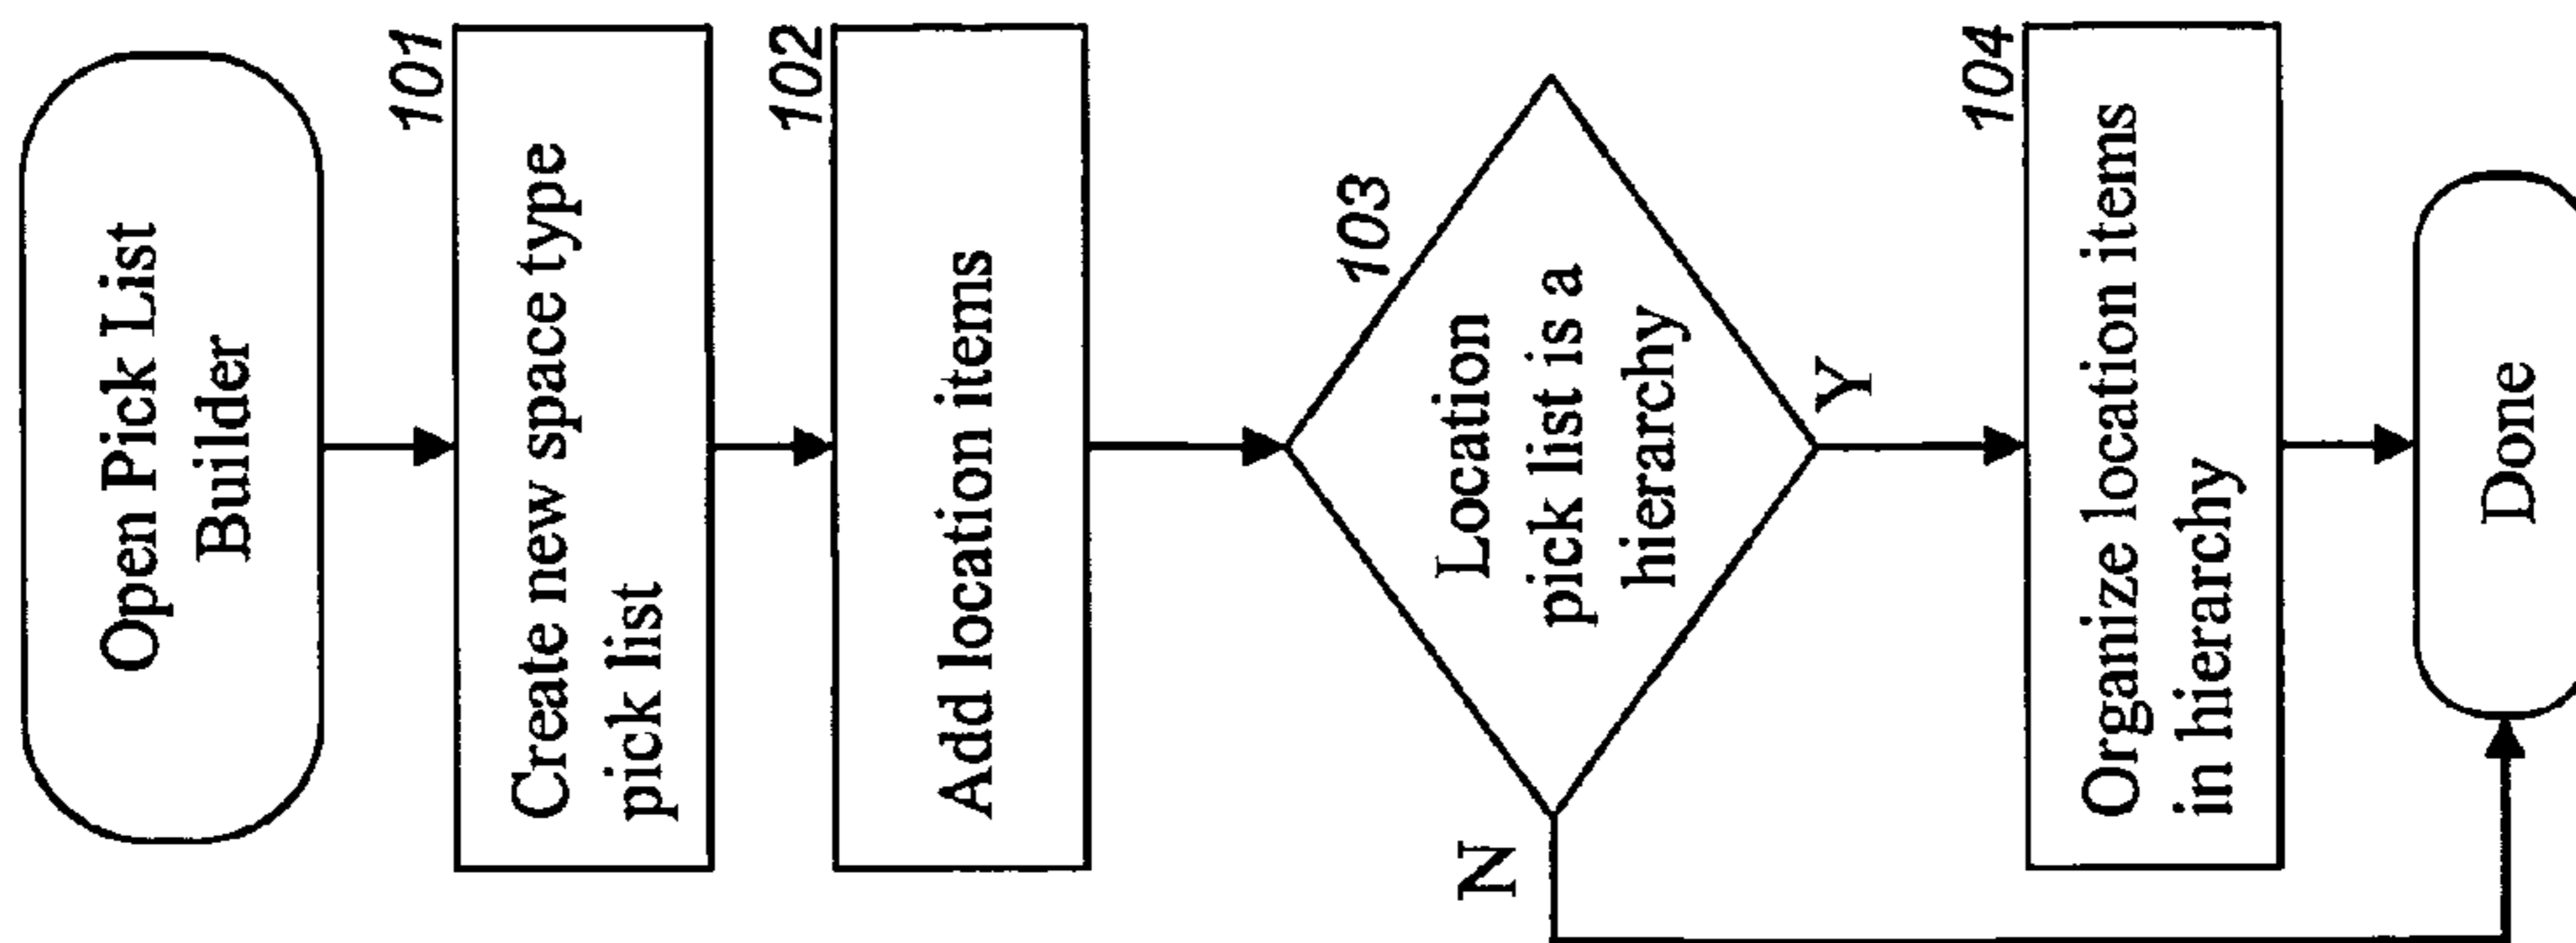 Open Pick List
Builder
101
Create new space type
pick list
102
Add location items
103
Location
pick list is a
hierarchy
N
Y
104
Organize location items
in hierarchy
Done